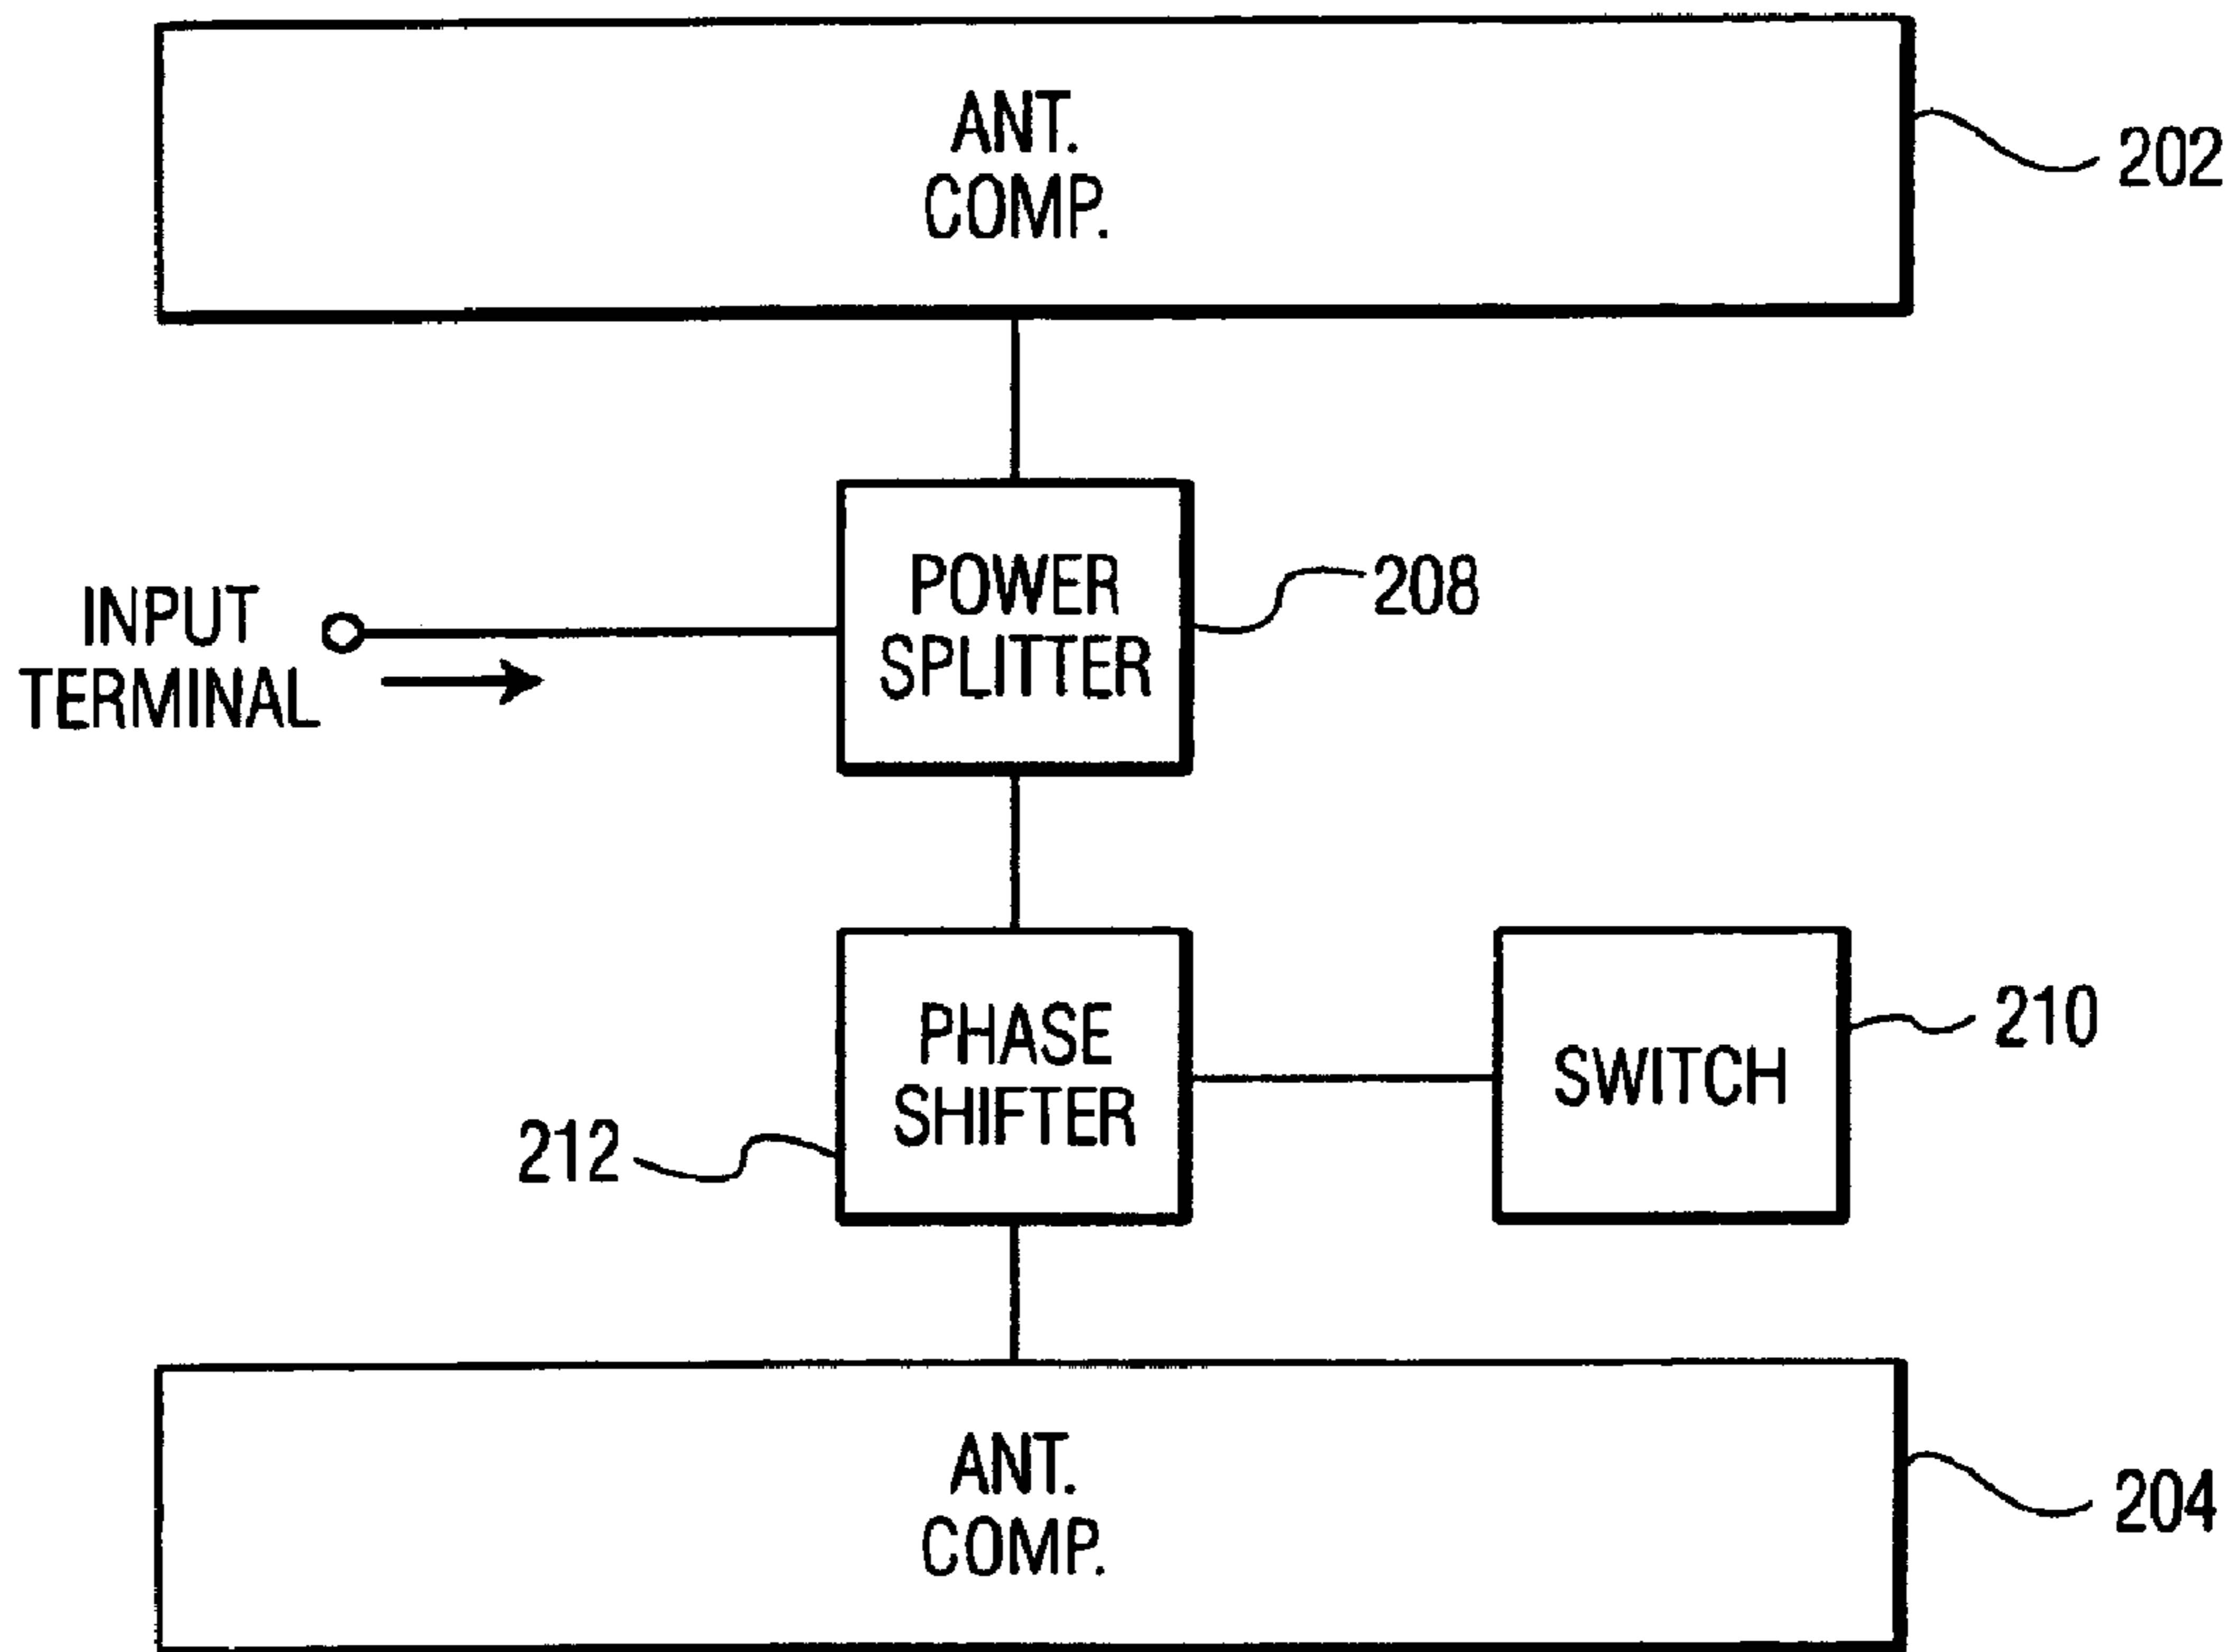 ANT.
COMP.
202
POWER
SPLITTER
208
INPUT
TERMINAL
PHASE
SHIFTER
212
SWITCH
210
ANT.
COMP.
204